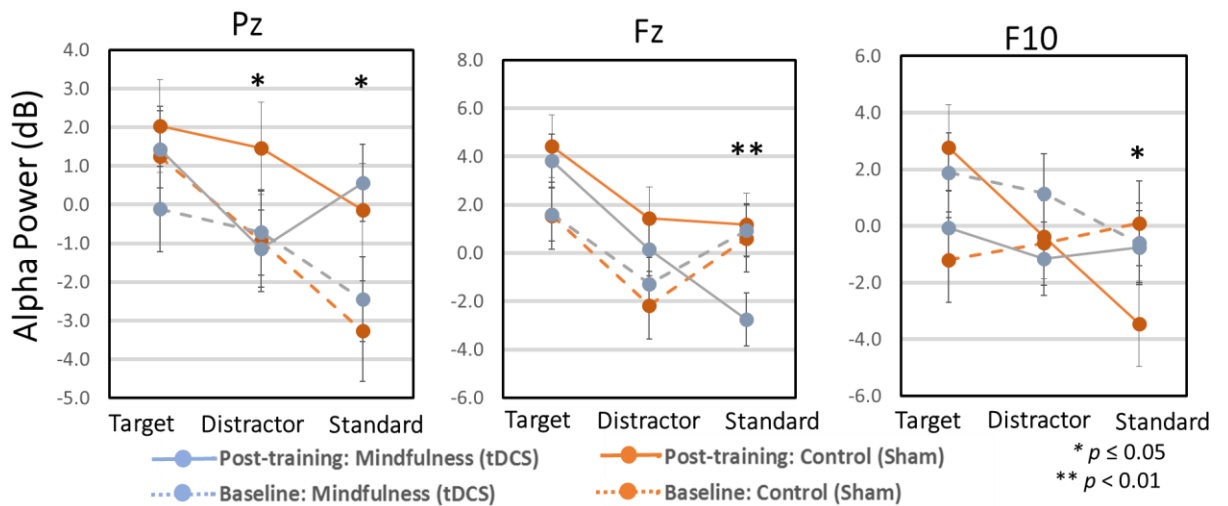 Pz
Fz
F10
Alpha Power (dB)
4.0
3.0
2.0
1.0
0.0
-1.0
-2.0
-3.0
-4.0
-5.0
*
*
Target Distractor Standard
8.0
6.0
4.0
2.0
0.0
-2.0
-4.0
-6.0
**
Target Distractor Standard
6.0
4.0
2.0
0.0
-2.0
-4.0
-6.0
*
Target Distractor Standard
Post-training: Mindfulness (tDCS)
Post-training: Control (Sham)
Baseline: Mindfulness (tDCS)
Baseline: Control (Sham)
* p ≤ 0.05
** p < 0.01